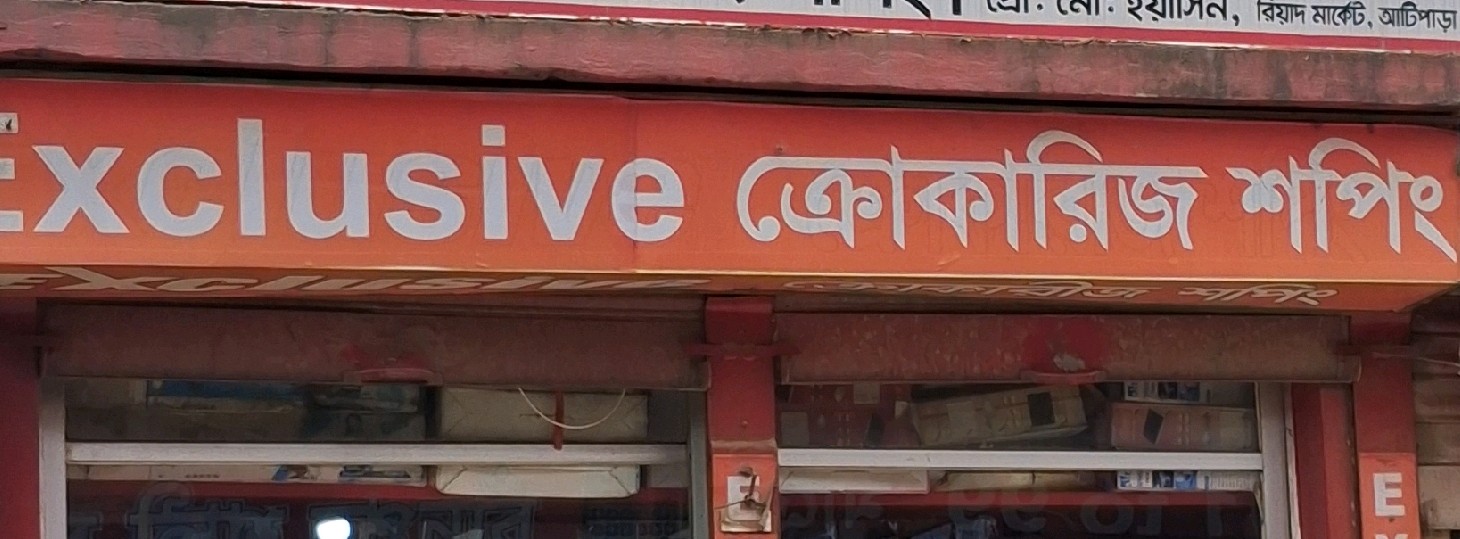 প্রো: মো: ইয়াসিন, রিয়াদ মার্কেট, আটিপাড়া
Exclusive ক্রোকারিজ শপিং
Exclusive ক্রোকারীজ শপিং
E
E